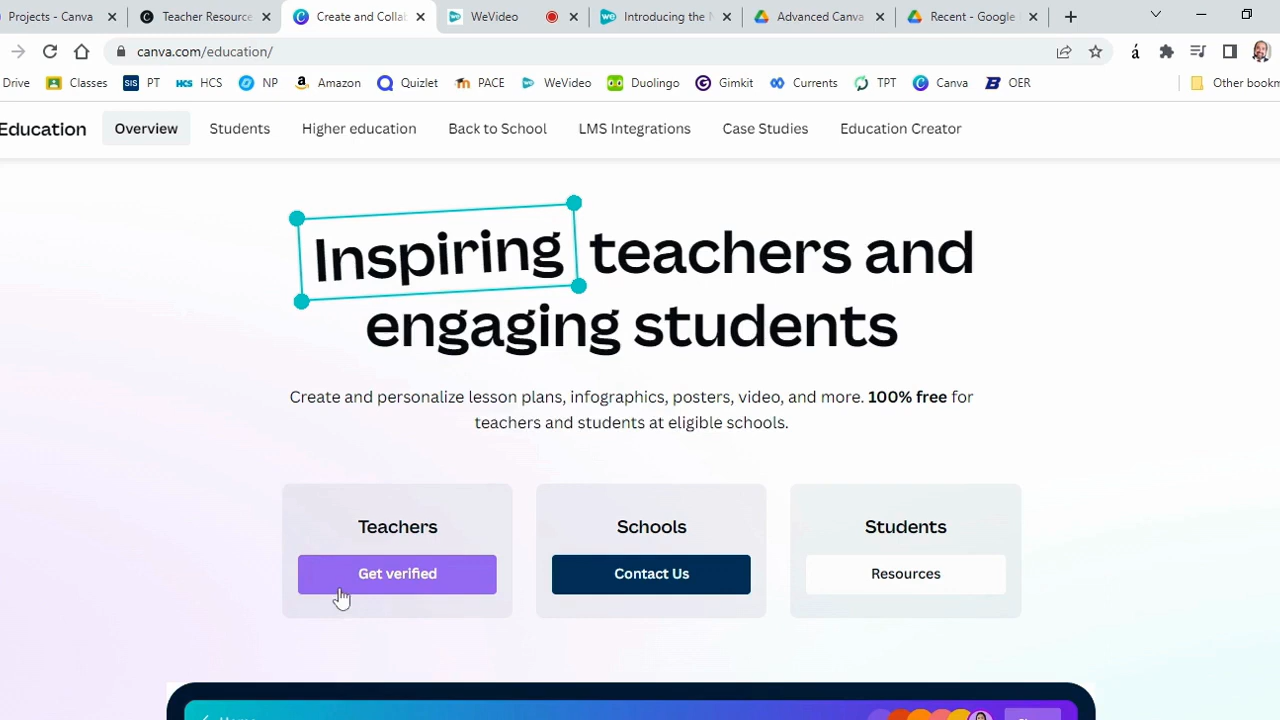 Projects - Canva
Teacher Resource
Create and Collab
WeVideo
Introducing the
Advanced Canva
Recent - Google
canva.com/education/
Drive
Classes
SIS PT
HCS HCS
NP
Amazon
Quizlet
PACE
WeVideo
Duolingo
Gimkit
Currents
TPT
Canva
OER
Other bookm
Education
Overview
Students
Higher education
Back to School
LMS Integrations
Case Studies
Education Creator
Inspiring teachers and
engaging students
Create and personalize lesson plans, infographics, posters, video, and more. 100% free for
teachers and students at eligible schools.
Teachers
Get verified
Schools
Contact Us
Students
Resources